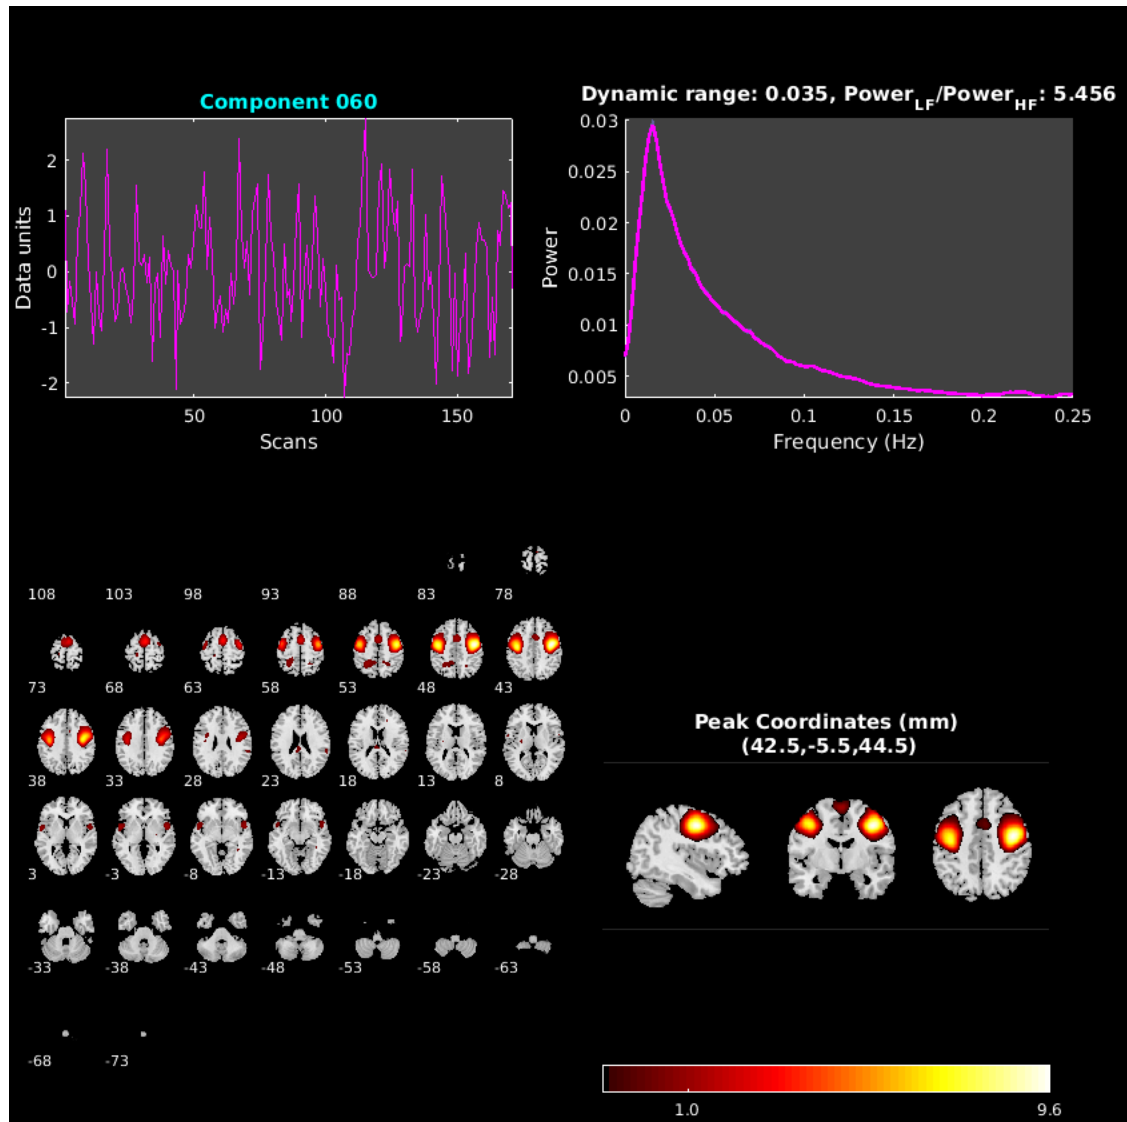 Component 060
Data units
2
1
0
-1
-2
50 100 150
Scans
Dynamic range: 0.035, Power_LF/Power_HF: 5.456
Power
0.03
0.025
0.02
0.015
0.01
0.005
0 0.05 0.1 0.15 0.2 0.25
Frequency (Hz)
108 103 98 93 88 83 78
73 68 63 58 53 48 43
38 33 28 23 18 13 8
3 -3 -8 -13 -18 -23 -28
-33 -38 -43 -48 -53 -58 -63
-68 -73
Peak Coordinates (mm)
(42.5,-5.5,44.5)
1.0 9.6